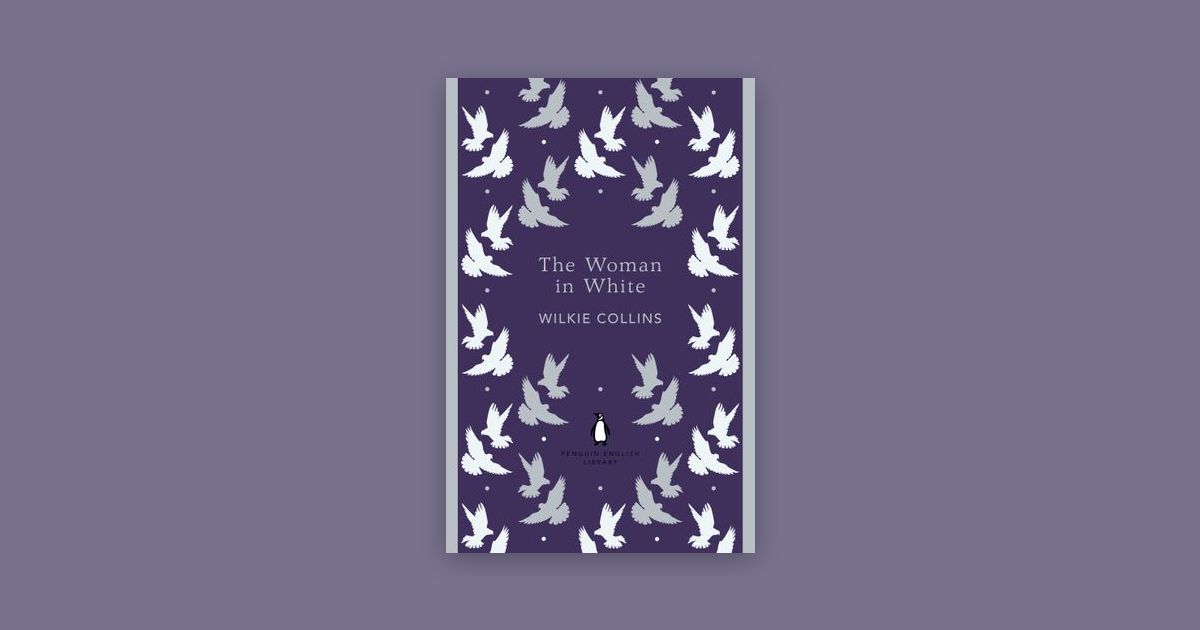 The Woman
in White
WILKIE COLLINS
PENGUIN ENGLISH
LIBRARY